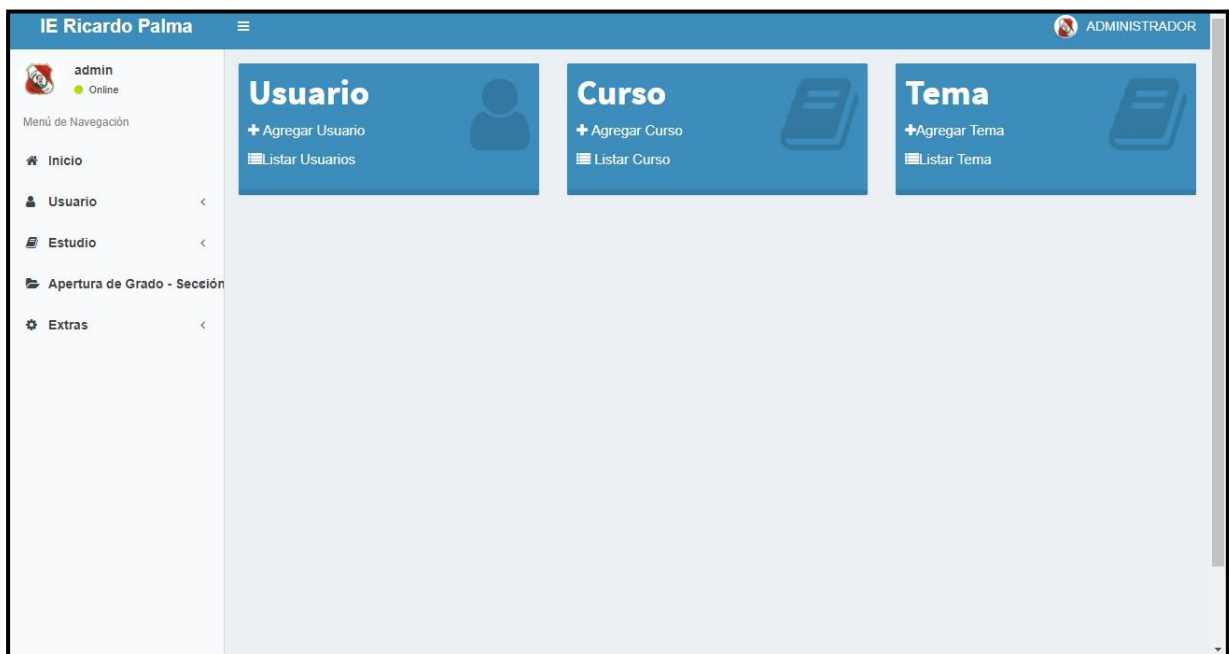 IE Ricardo Palma
ADMINISTRADOR
admin
Online
Menú de Navegación
Inicio
Usuario
Estudio
Apertura de Grado - Sección
Extras
Usuario
Agregar Usuario
Listar Usuarios
Curso
Agregar Curso
Listar Curso
Tema
Agregar Tema
Listar Tema